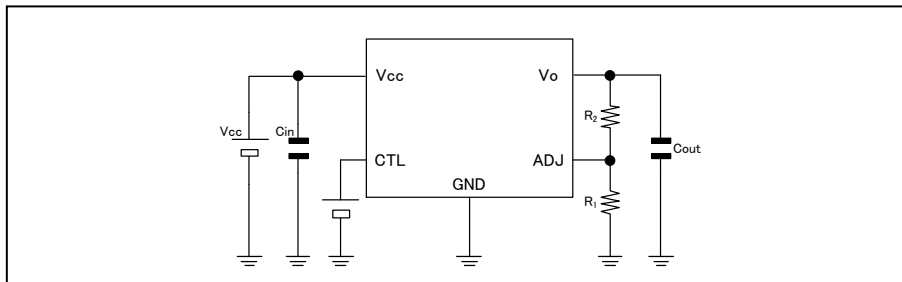 Vcc
Vo
R₂
Vcc
Cin
Cout
CTL
ADJ
GND
R₁